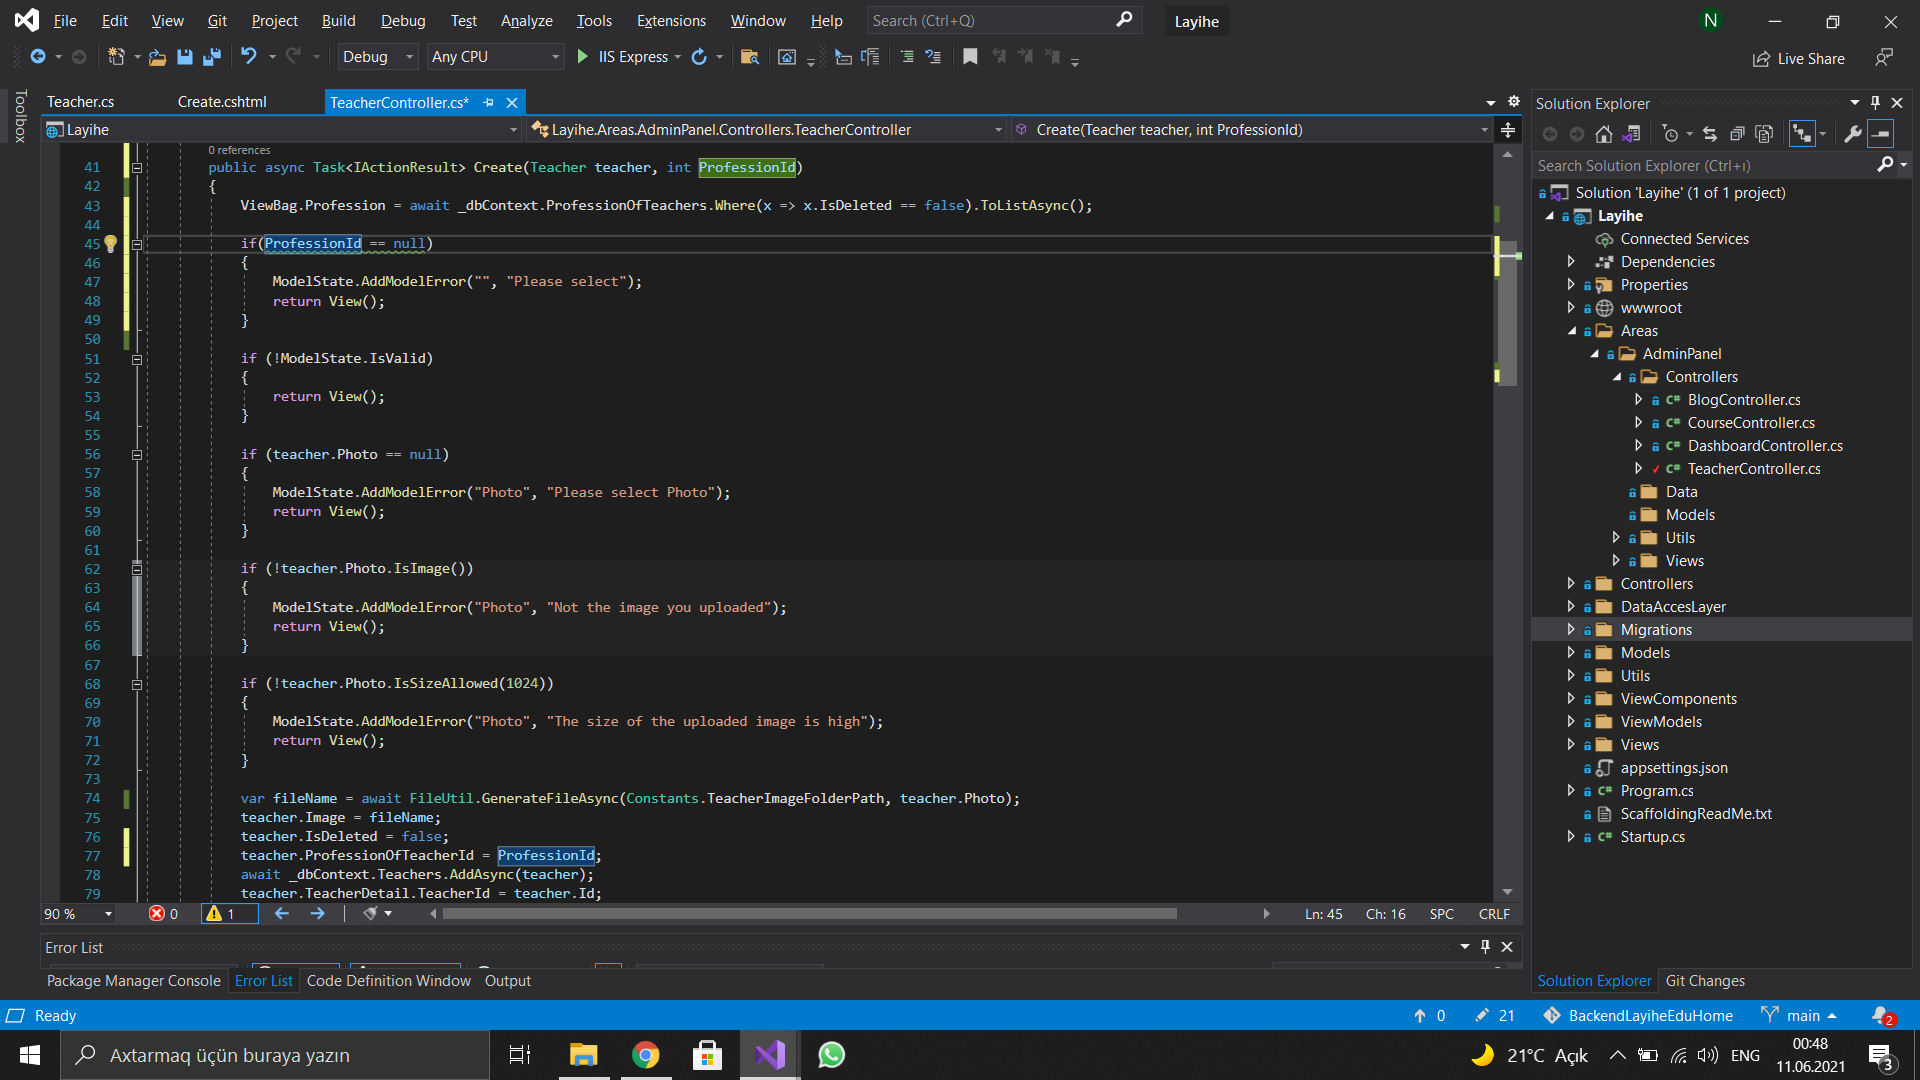 File Edit View Git Project Build Debug Test Analyze Tools Extensions Window Help Search (Ctrl+Q) Layihe N
Debug Any CPU IIS Express Live Share
Toolbox
Teacher.cs Create.cshtml TeacherController.cs*
Layihe Layihe.Areas.AdminPanel.Controllers.TeacherController Create(Teacher teacher, int ProfessionId)
0 references
41 public async Task<IActionResult> Create(Teacher teacher, int ProfessionId)
42 {
43 ViewBag.Profession = await _dbContext.ProfessionOfTeachers.Where(x => x.IsDeleted == false).ToListAsync();
44
45 if(ProfessionId == null)
46 {
47 ModelState.AddModelError("", "Please select");
48 return View();
49 }
50
51 if (!ModelState.IsValid)
52 {
53 return View();
54 }
55
56 if (teacher.Photo == null)
57 {
58 ModelState.AddModelError("Photo", "Please select Photo");
59 return View();
60 }
61
62 if (!teacher.Photo.IsImage())
63 {
64 ModelState.AddModelError("Photo", "Not the image you uploaded");
65 return View();
66 }
67
68 if (!teacher.Photo.IsSizeAllowed(1024))
69 {
70 ModelState.AddModelError("Photo", "The size of the uploaded image is high");
71 return View();
72 }
73
74 var fileName = await FileUtil.GenerateFileAsync(Constants.TeacherImageFolderPath, teacher.Photo);
75 teacher.Image = fileName;
76 teacher.IsDeleted = false;
77 teacher.ProfessionOfTeacherId = ProfessionId;
78 await _dbContext.Teachers.AddAsync(teacher);
79 teacher.TeacherDetail.TeacherId = teacher.Id;
90 % 0 1 Ln: 45 Ch: 16 SPC CRLF
Error List
Package Manager Console Error List Code Definition Window Output
Solution Explorer
Search Solution Explorer (Ctrl+ı)
Solution 'Layihe' (1 of 1 project)
Layihe
Connected Services
Dependencies
Properties
wwwroot
Areas
AdminPanel
Controllers
C# BlogController.cs
C# CourseController.cs
C# DashboardController.cs
C# TeacherController.cs
Data
Models
Utils
Views
Controllers
DataAccesLayer
Migrations
Models
Utils
ViewComponents
ViewModels
Views
appsettings.json
C# Program.cs
ScaffoldingReadMe.txt
C# Startup.cs
Solution Explorer Git Changes
Ready 0 21 BackendLayiheEduHome main 2
Axtarmaq üçün buraya yazın 21°C Açık ENG 00:48
11.06.2021 3